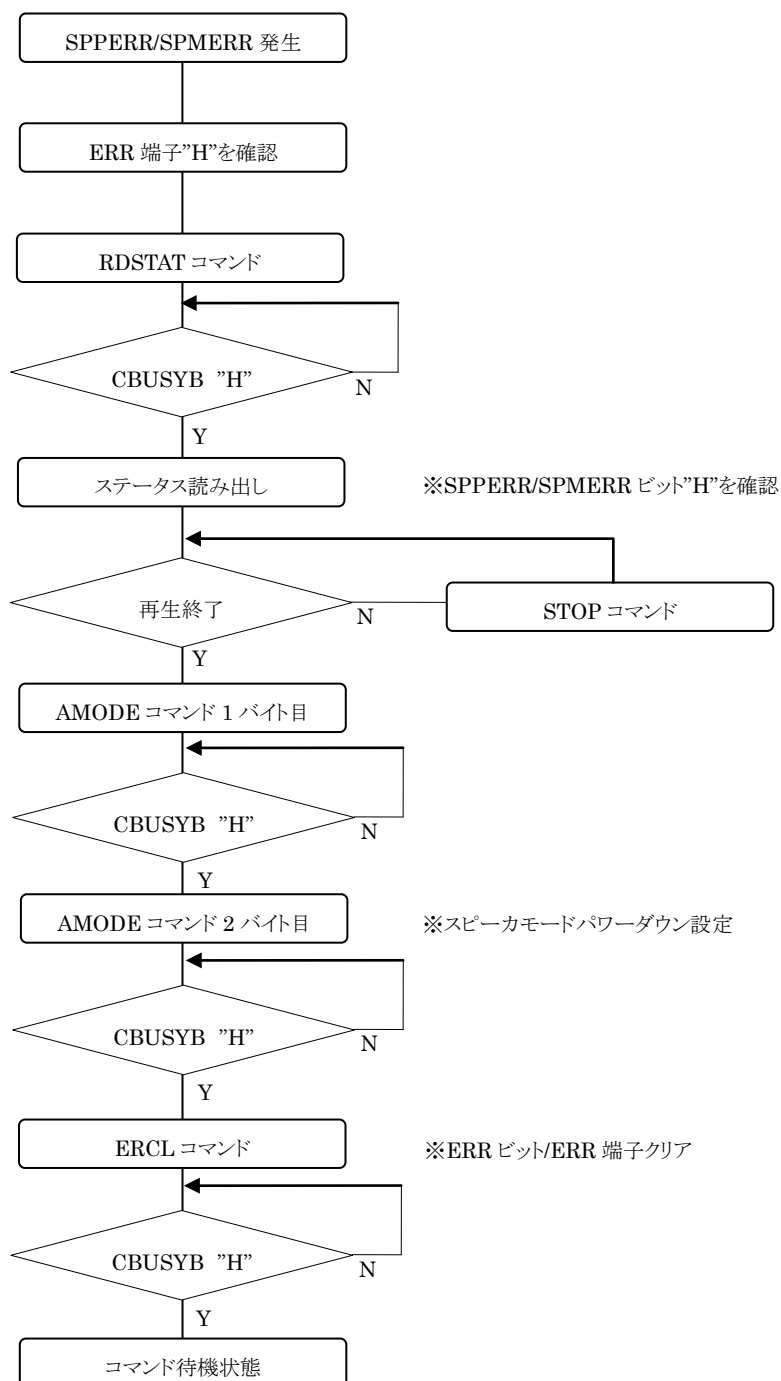 SPPERR/SPMERR 発生
ERR 端子”H”を確認
RDSTAT コマンド
CBUSYB ”H”
N
Y
ステータス読み出し
※SPPERR/SPMERR ビット”H”を確認
再生終了
N
STOP コマンド
Y
AMODE コマンド 1 バイト目
CBUSYB ”H”
N
Y
AMODE コマンド 2 バイト目
※スピーカモードパワーダウン設定
CBUSYB ”H”
N
Y
ERCL コマンド
※ERR ビット/ERR 端子クリア
CBUSYB ”H”
N
Y
コマンド待機状態